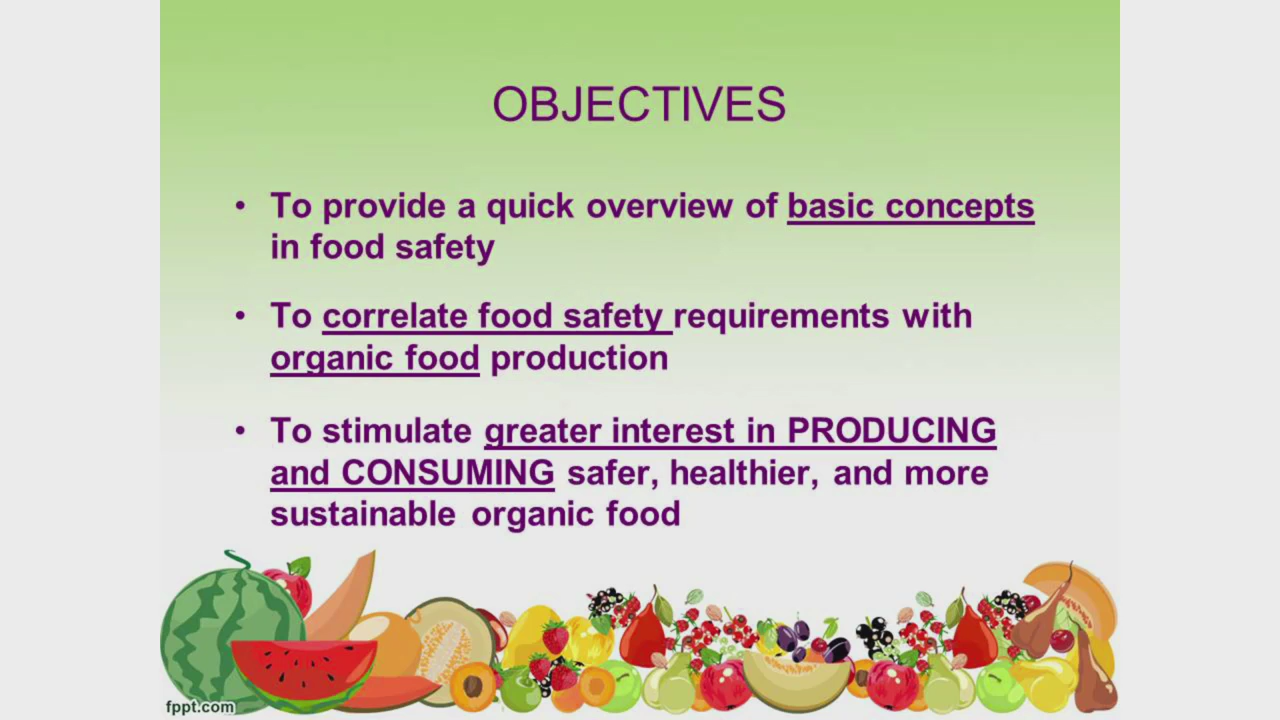 OBJECTIVES
• To provide a quick overview of basic concepts
in food safety
• To correlate food safety requirements with
organic food production
• To stimulate greater interest in PRODUCING
and CONSUMING safer, healthier, and more
sustainable organic food
fppt.com